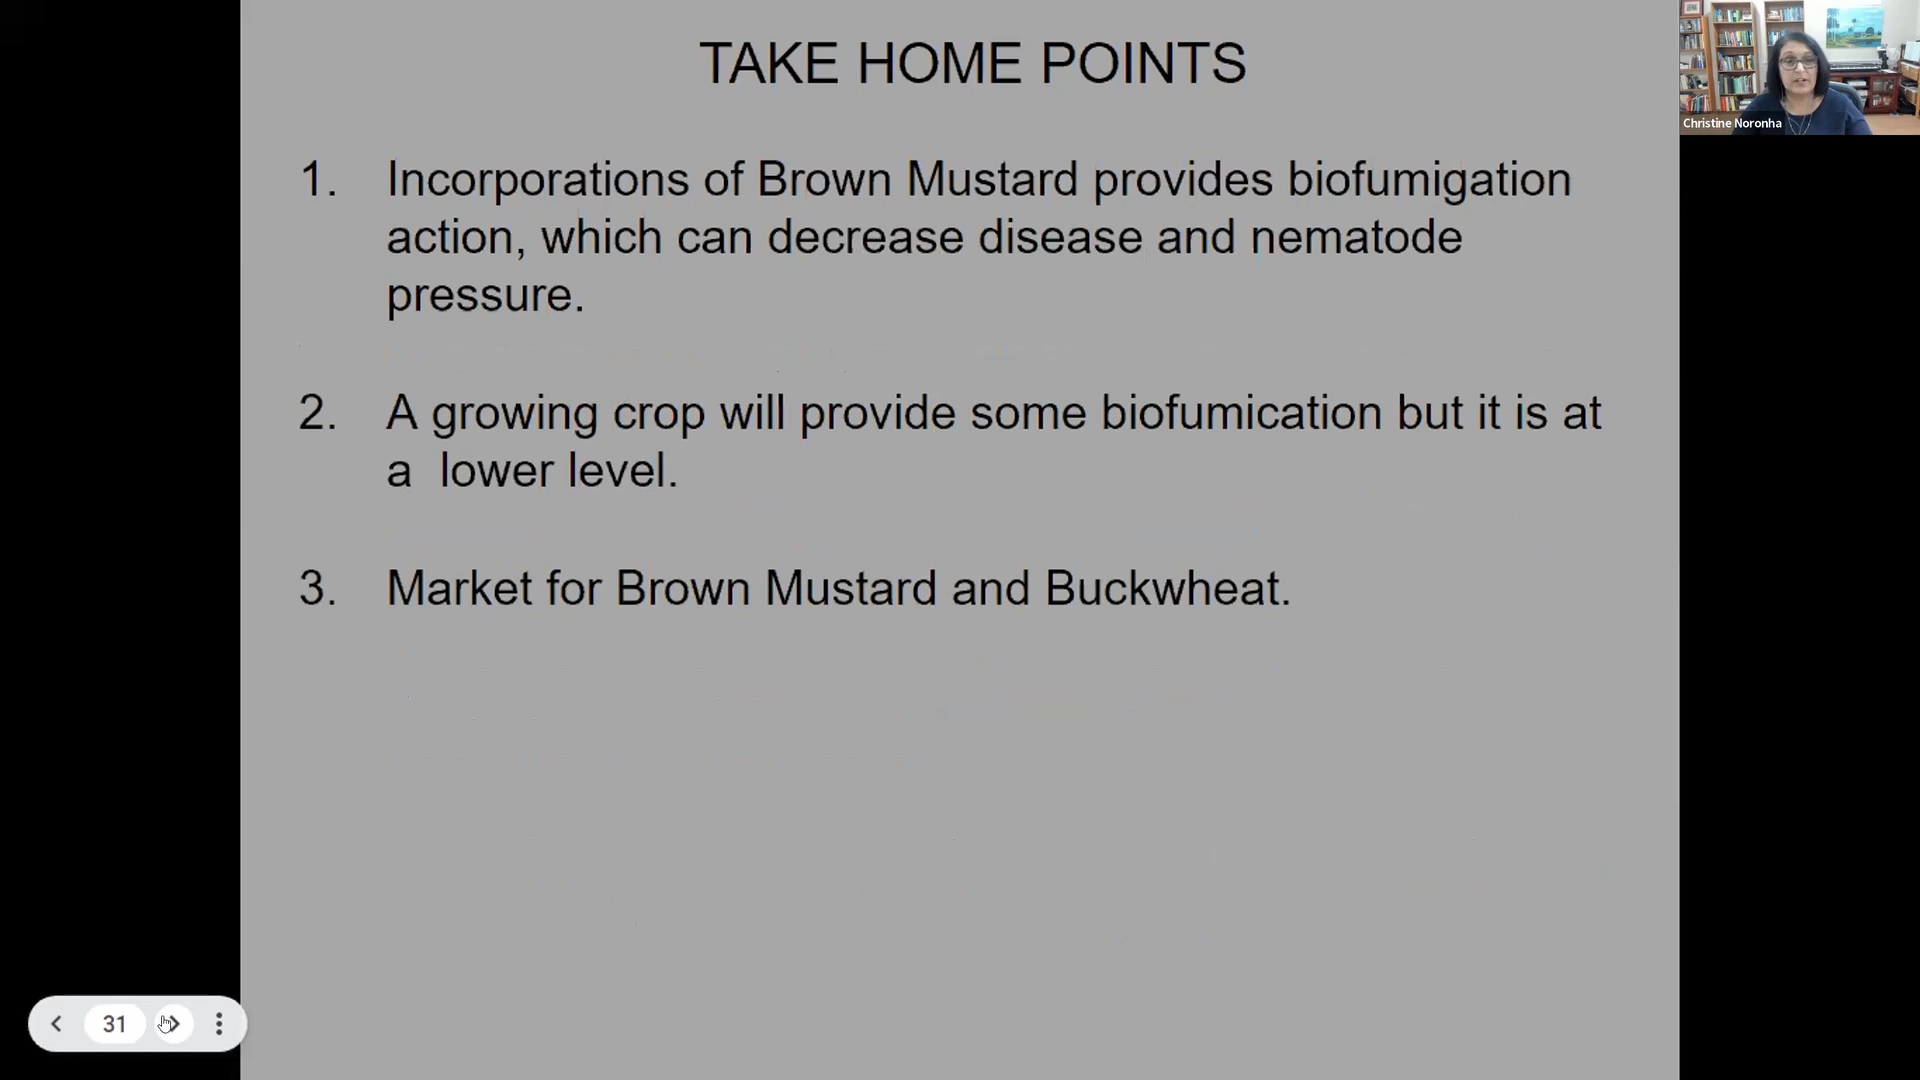 TAKE HOME POINTS
Christine Noronha
1. Incorporations of Brown Mustard provides biofumigation
action, which can decrease disease and nematode
pressure.
2. A growing crop will provide some biofumication but it is at
a lower level.
3. Market for Brown Mustard and Buckwheat.
31